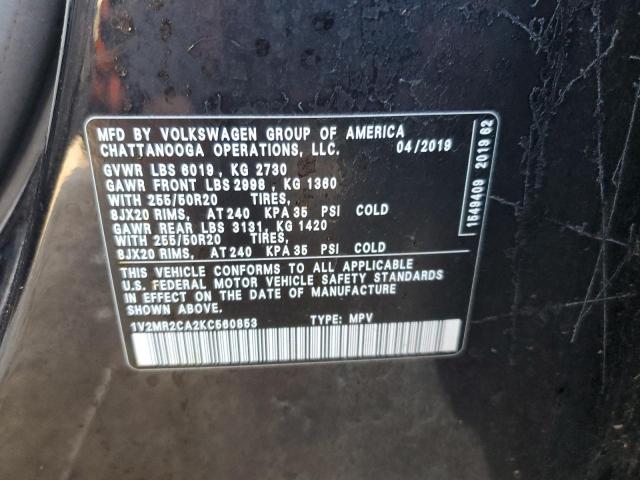 MFD BY VOLKSWAGEN GROUP OF AMERICA
CHATTANOOGA OPERATIONS, LLC. 04/2019
GVWR LBS 6019 , KG 2730
GAWR FRONT LBS 2998 , KG 1360
WITH 255/50R20 TIRES,
8JX20 RIMS, AT 240 KPA 35 PSI COLD
GAWR REAR LBS 3131, KG 1420
WITH 255/50R20 TIRES,
8JX20 RIMS, AT 240 KPA 35 PSI COLD
THIS VEHICLE CONFORMS TO ALL APPLICABLE
U.S. FEDERAL MOTOR VEHICLE SAFETY STANDARDS
IN EFFECT ON THE DATE OF MANUFACTURE
SHOWN ABOVE.
1V2MR2CA2KC560853 TYPE: MPV
1549409 2019 62